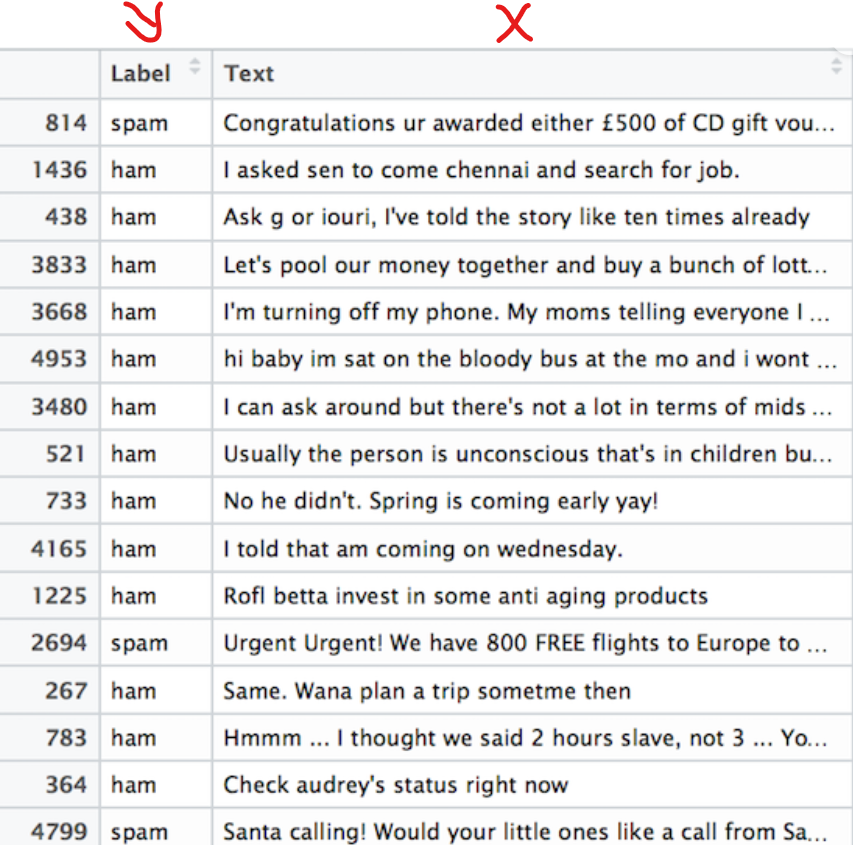 y X
Label Text
814 spam Congratulations ur awarded either £500 of CD gift vou...
1436 ham I asked sen to come chennai and search for job.
438 ham Ask g or iouri, I've told the story like ten times already
3833 ham Let's pool our money together and buy a bunch of lott...
3668 ham I'm turning off my phone. My moms telling everyone I ...
4953 ham hi baby im sat on the bloody bus at the mo and i wont ...
3480 ham I can ask around but there's not a lot in terms of mids ...
521 ham Usually the person is unconscious that's in children bu...
733 ham No he didn't. Spring is coming early yay!
4165 ham I told that am coming on wednesday.
1225 ham Rofl betta invest in some anti aging products
2694 spam Urgent Urgent! We have 800 FREE flights to Europe to ...
267 ham Same. Wana plan a trip sometme then
783 ham Hmmm ... I thought we said 2 hours slave, not 3 ... Yo...
364 ham Check audrey's status right now
4799 spam Santa calling! Would your little ones like a call from Sa...